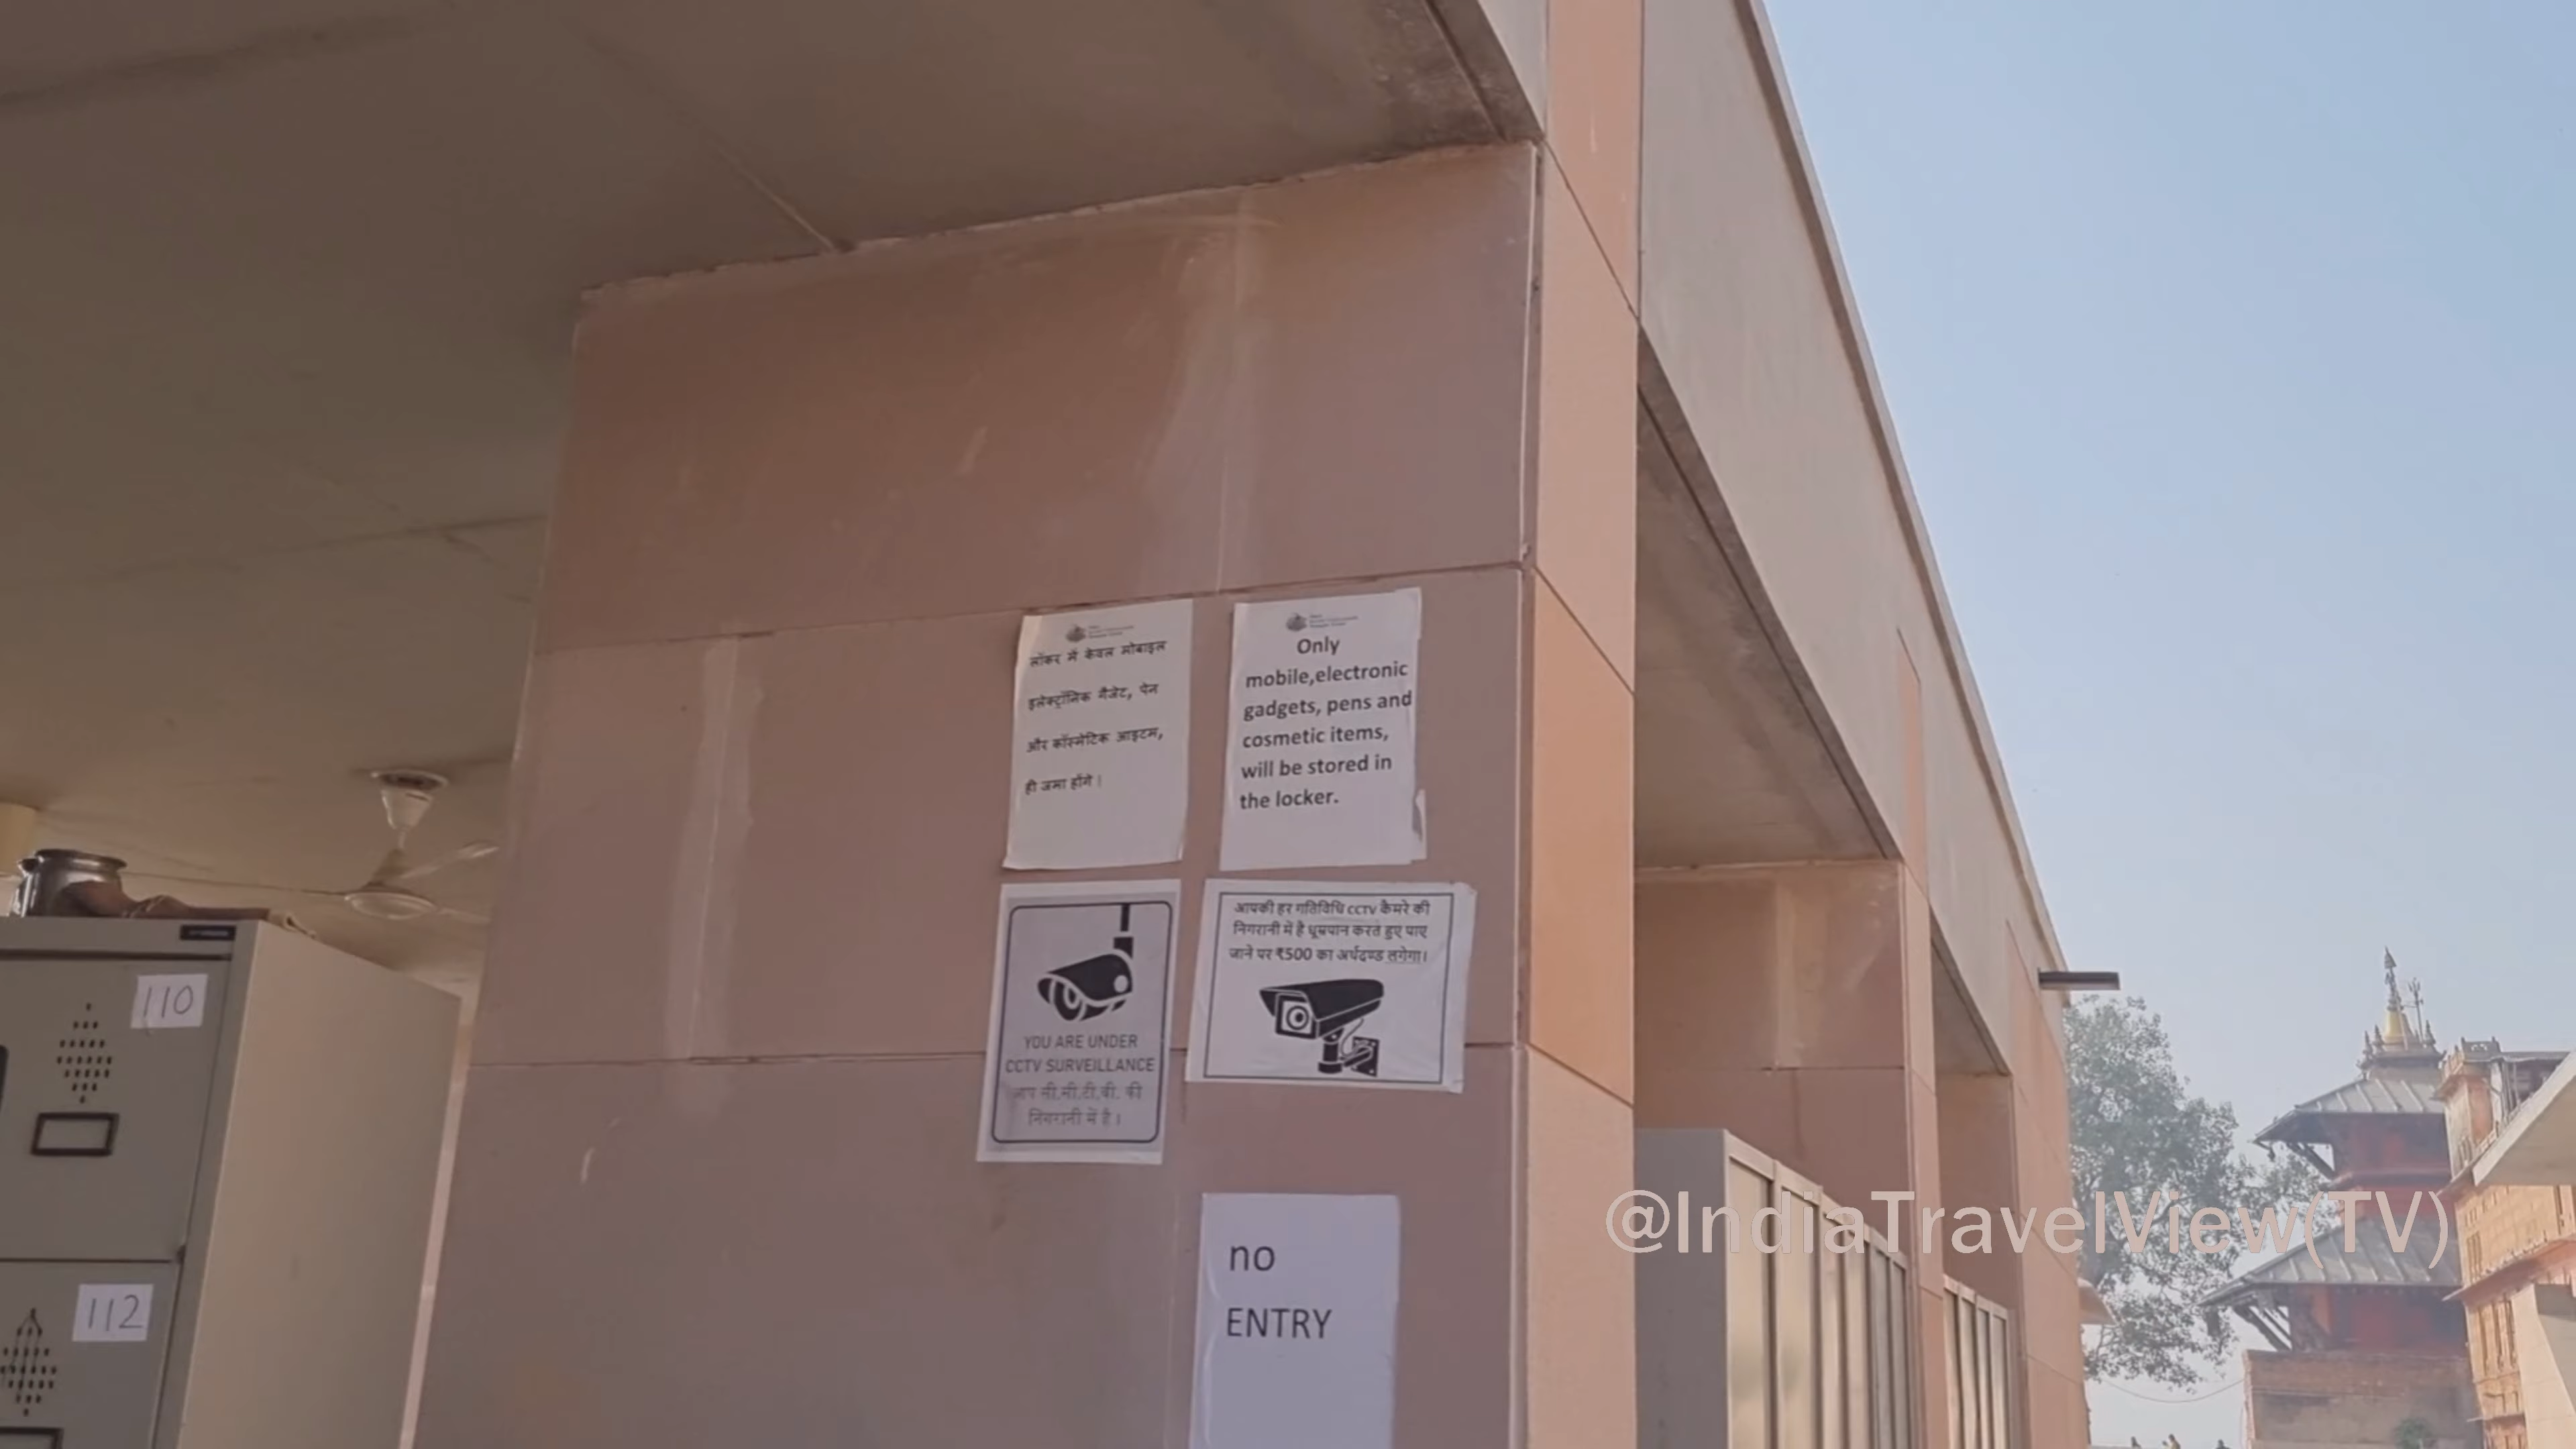 लॉकर में केवल मोबाइल
इलेक्ट्रॉनिक गैजेट, पेन
और कॉस्मेटिक आइटम,
ही जमा होंगे।
Only
mobile,electronic
gadgets, pens and
cosmetic items,
will be stored in
the locker.
YOU ARE UNDER
CCTV SURVEILLANCE
आप सी.सी.टी.वी. की
निगरानी में है।
आपकी हर गतिविधि CCTV कैमरे की
निगरानी में है धूम्रपान करते हुए पाए
जाने पर ₹500 का अर्थदण्ड लगेगा।
no
ENTRY
110
112
@IndiaTravelView(TV)